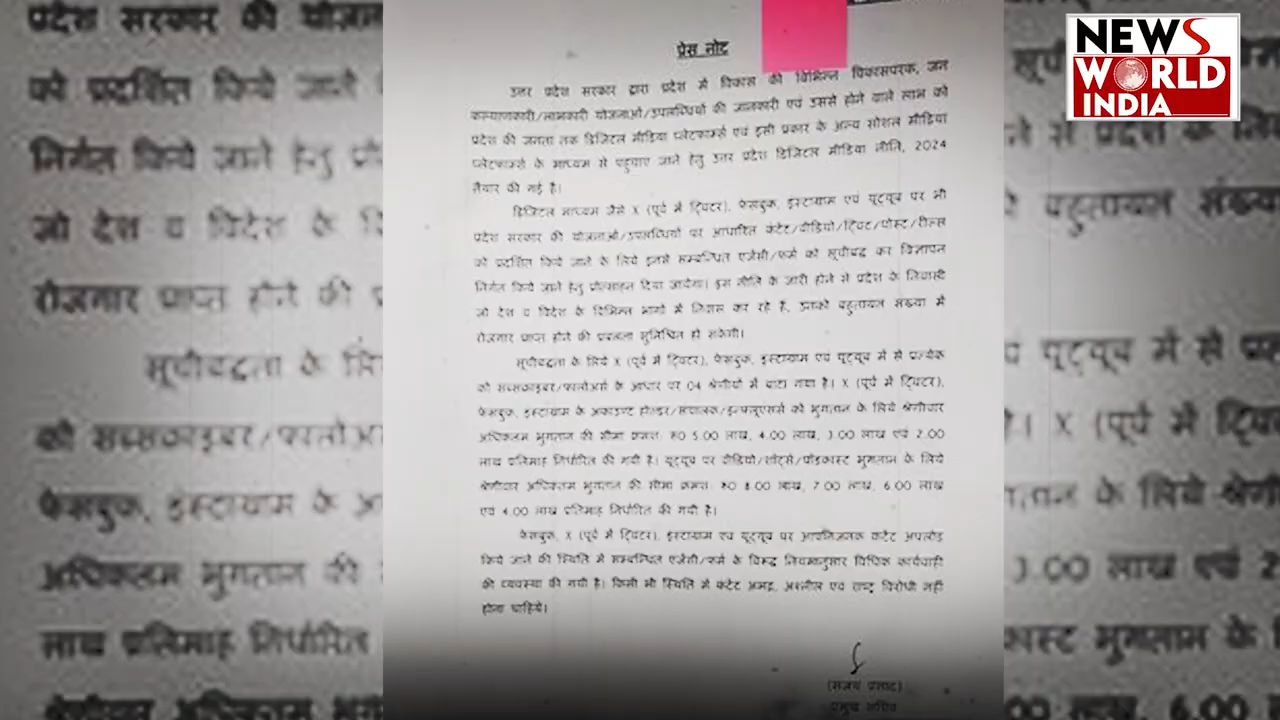 NEWS
WORLD
INDIA
प्रेस नोट
उत्तर प्रदेश सरकार द्वारा प्रदेश में विकास की विभिन्न विकासपरक, जन
कल्याणकारी/लाभकारी योजनाओं/उपलब्धियों की जानकारी एवं उससे होने वाले लाभ को
प्रदेश की जनता तक डिजिटल मीडिया प्लेटफार्म्स एवं इसी प्रकार के अन्य सोशल मीडिया
प्लेटफार्म्स के माध्यम से पहुंचाए जाने हेतु उत्तर प्रदेश डिजिटल मीडिया नीति, 2024
तैयार की गई है।
डिजिटल माध्यम जैसे X (पूर्व में ट्विटर), फेसबुक, इंस्टाग्राम एवं यूट्यूब पर भी
प्रदेश सरकार की योजनाओं/उपलब्धियों पर आधारित कंटेंट/वीडियो/ट्विट/पोस्ट/रील्स
को प्रदर्शित किये जाने के लिये इनसे सम्बन्धित एजेंसी/फर्म को सूचीबद्ध कर विज्ञापन
निर्गत किये जाने हेतु प्रोत्साहन दिया जायेगा। इस नीति के जारी होने से प्रदेश के निवासी
जो देश व विदेश के विभिन्न भागों में निवास कर रहे हैं, उनको बहुतायत संख्या में
रोजगार प्राप्त होने की प्रबलता सुनिश्चित हो सकेगी।
सूचीबद्धता के लिये X (पूर्व में ट्विटर), फेसबुक, इंस्टाग्राम एवं यूट्यूब में से प्रत्येक
को सब्सक्राइबर/फालोअर्स के आधार पर 04 श्रेणीयों में बांटा गया है। X (पूर्व में ट्विटर),
फेसबुक, इंस्टाग्राम के अकाउण्ट होल्डर/संचालक/इन्फ्लूएंसर्स को भुगतान के लिये श्रेणीवार
अधिकतम भुगतान की सीमा क्रमशः रू0 5.00 लाख, 4.00 लाख, 3.00 लाख एवं 2.00
लाख प्रतिमाह निर्धारित की गयी है। यूट्यूब पर वीडियो/शॉर्ट्स/पॉडकास्ट भुगतान के लिये
श्रेणीवार अधिकतम भुगतान की सीमा क्रमशः रू0 8.00 लाख, 7.00 लाख, 6.00 लाख
एवं 4.00 लाख प्रतिमाह निर्धारित की गयी है।
फेसबुक, X (पूर्व में ट्विटर), इंस्टाग्राम एवं यूट्यूब पर आपत्तिजनक कंटेंट अपलोड
किये जाने की स्थिति में सम्बन्धित एजेंसी/फर्म के विरूद्ध नियमानुसार विधिक कार्यवाही
की व्यवस्था की गयी है। किसी भी स्थिति में कंटेंट अभद्र, अश्लील एवं राष्ट्र विरोधी नहीं
होना चाहिये।
(संजय प्रसाद)
प्रमुख सचिव